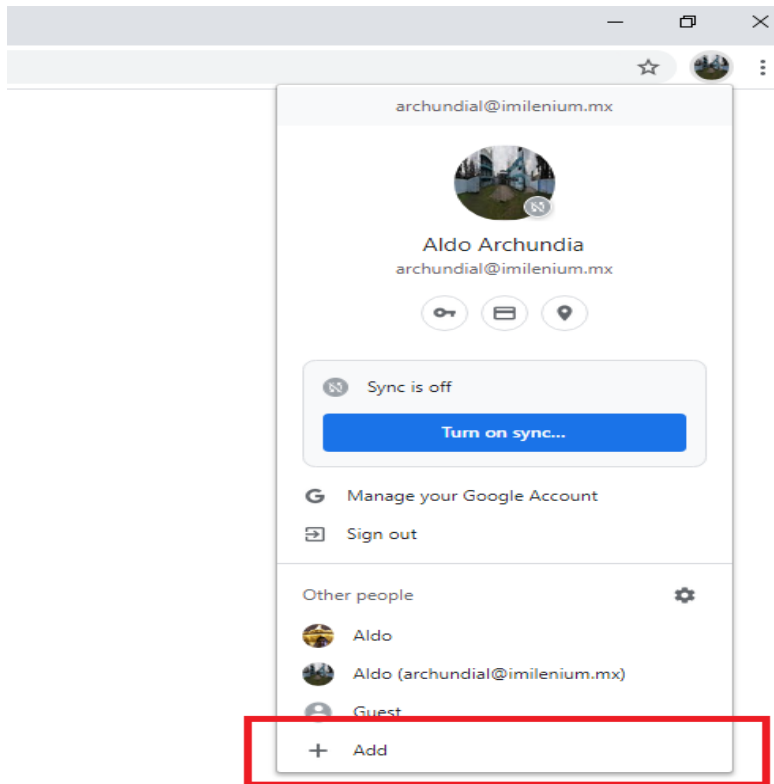 archundial@imilenium.mx
Aldo Archundia
archundial@imilenium.mx
Sync is off
Turn on sync...
G Manage your Google Account
Sign out
Other people
Aldo
Aldo (archundial@imilenium.mx)
Guest
+ Add